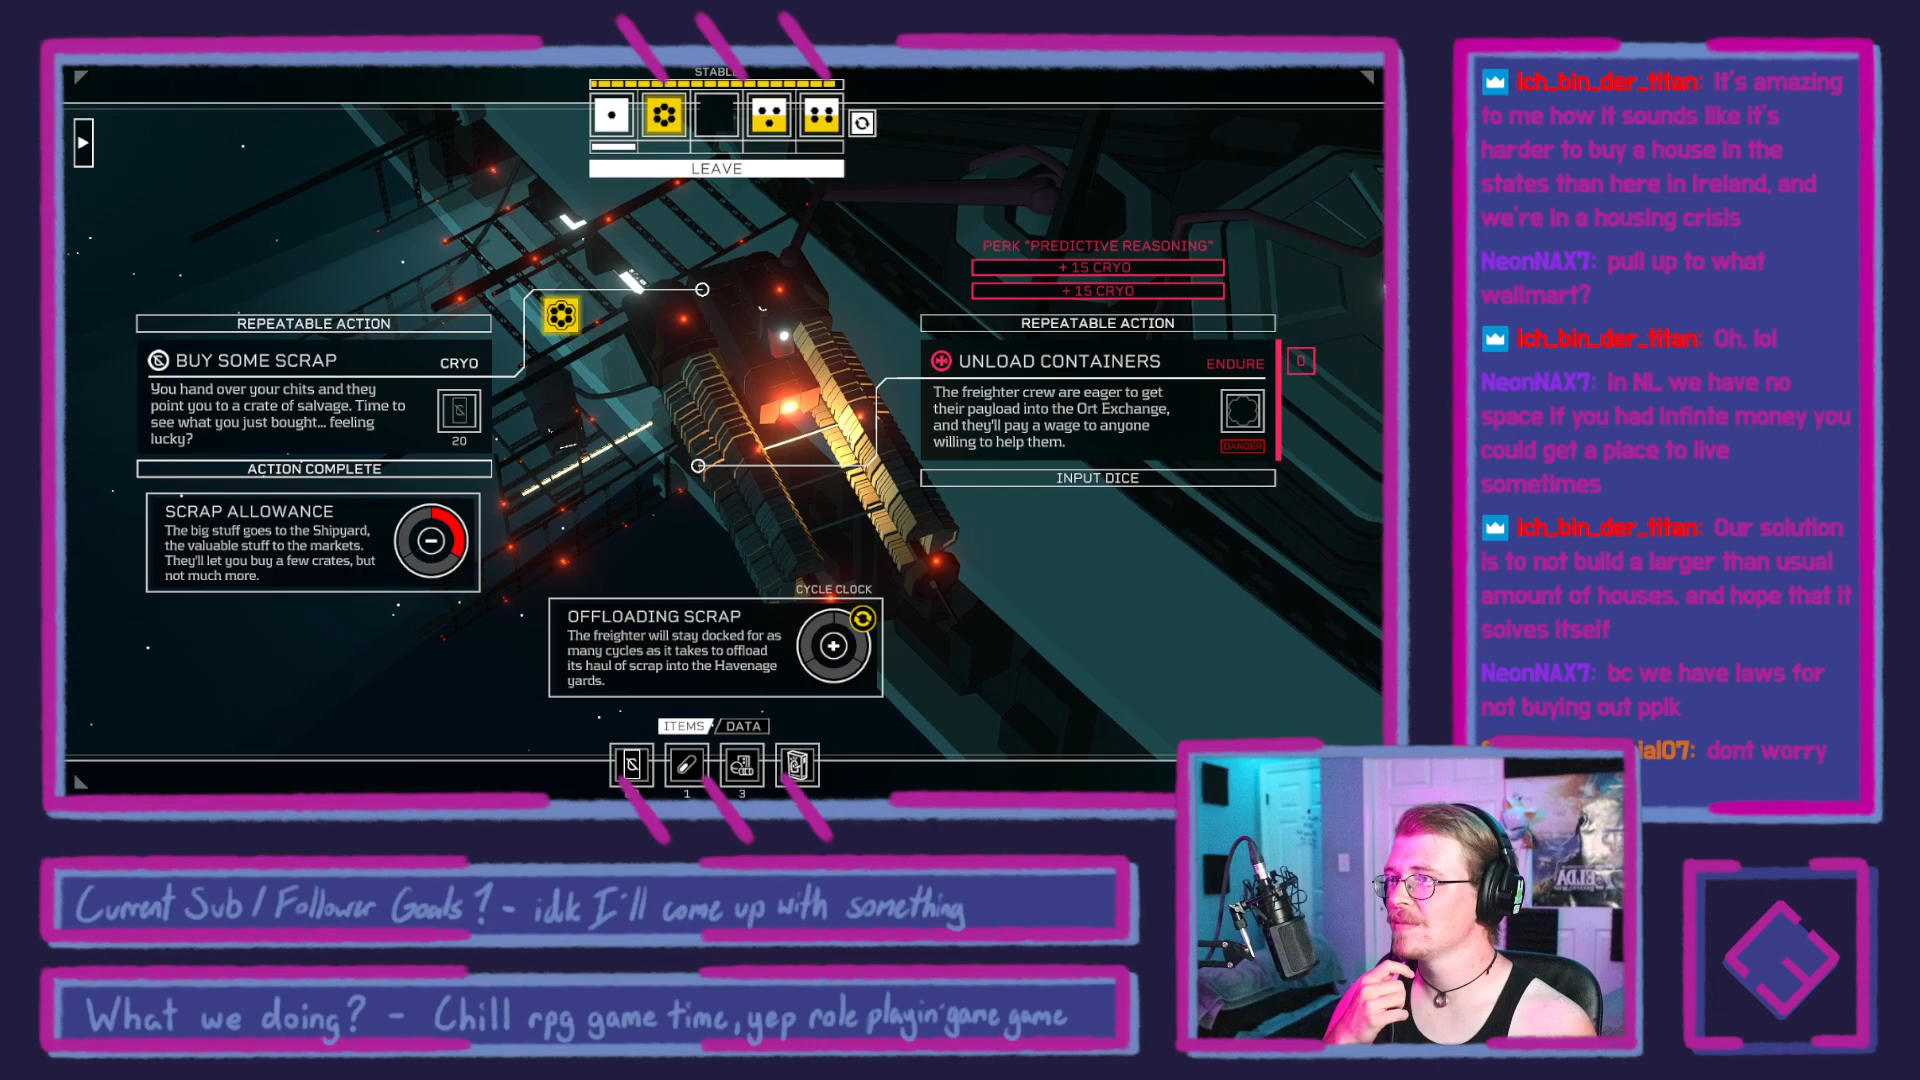 STABLE
LEAVE
PERK "PREDICTIVE REASONING"
+ 15 CRYO
+ 15 CRYO
REPEATABLE ACTION
BUY SOME SCRAP
CRYO
You hand over your chits and they
point you to a crate of salvage. Time to
see what you just bought... feeling
lucky?
20
ACTION COMPLETE
SCRAP ALLOWANCE
The big stuff goes to the Shipyard,
the valuable stuff to the markets.
They'll let you buy a few crates, but
not much more.
REPEATABLE ACTION
UNLOAD CONTAINERS
ENDURE
0
The freighter crew are eager to get
their payload into the Ort Exchange,
and they'll pay a wage to anyone
willing to help them.
DANGER
INPUT DICE
CYCLE CLOCK
OFFLOADING SCRAP
The freighter will stay docked for as
many cycles as it takes to offload
its haul of scrap into the Havenage
yards.
ITEMS / DATA
1
3
ich_bin_der_titan: It's amazing
to me how it sounds like it's
harder to buy a house in the
states than here in Ireland, and
we're in a housing crisis
NeonNAX7: pull up to what
wallmart?
ich_bin_der_titan: Oh, lol
NeonNAX7: in NL we have no
space if you had infinte money you
could get a place to live
sometimes
ich_bin_der_titan: Our solution
is to not build a larger than usual
amount of houses, and hope that it
solves itself
NeonNAX7: bc we have laws for
not buying out pplk
ial07: dont worry
Current Sub / Follower Goals? - idk I'll come up with something
What we doing? - Chill rpg game time, yep role playin' game game